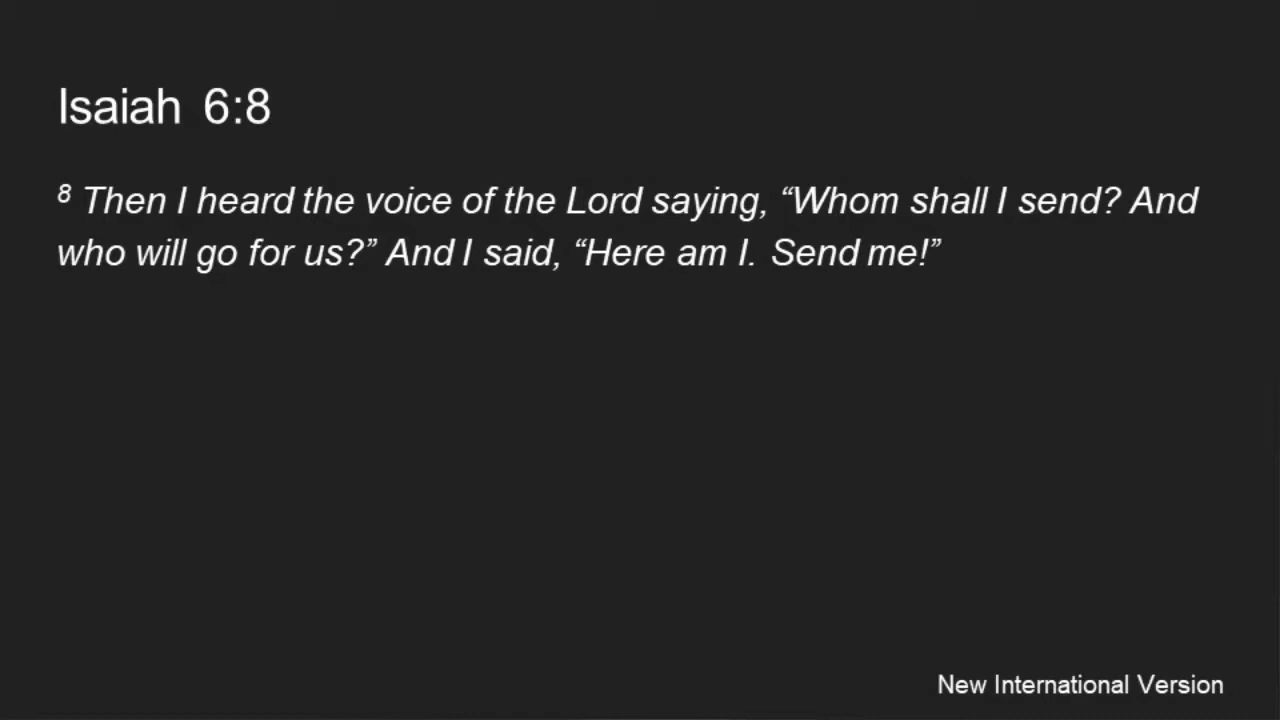 Isaiah 6:8
8 Then I heard the voice of the Lord saying, “Whom shall I send? And
who will go for us?” And I said, “Here am I. Send me!”
New International Version